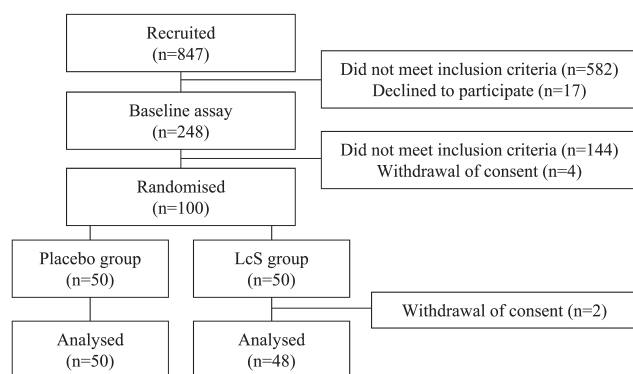 Recruited
(n=847)
Did not meet inclusion criteria (n=582)
Declined to participate (n=17)
Baseline assay
(n=248)
Did not meet inclusion criteria (n=144)
Withdrawal of consent (n=4)
Randomised
(n=100)
Placebo group
(n=50)
LcS group
(n=50)
Withdrawal of consent (n=2)
Analysed
(n=50)
Analysed
(n=48)